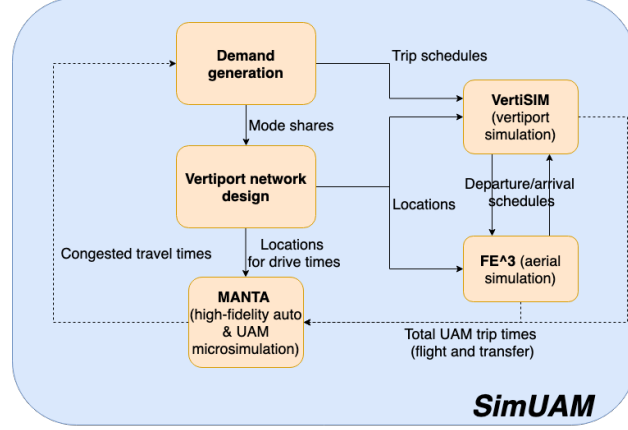 Demand
generation
Trip schedules
VertiSIM
(vertiport
simulation)
Mode shares
Vertiport network
design
Departure/arrival
schedules
Locations
Congested travel times
Locations
for drive times
FE^3 (aerial
simulation)
MANTA
(high-fidelity auto
& UAM
microsimulation)
Total UAM trip times
(flight and transfer)
SimUAM